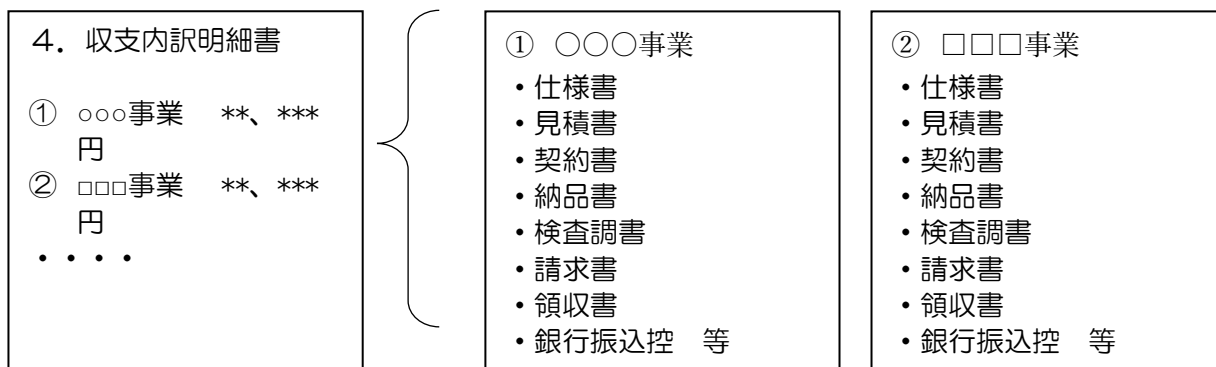 ４．収支内訳明細書
① ○○○事業　**、***
円
② □□□事業　**、***
円
・・・・
① ○○○事業
・仕様書
・見積書
・契約書
・納品書
・検査調書
・請求書
・領収書
・銀行振込控　等
② □□□事業
・仕様書
・見積書
・契約書
・納品書
・検査調書
・請求書
・領収書
・銀行振込控　等